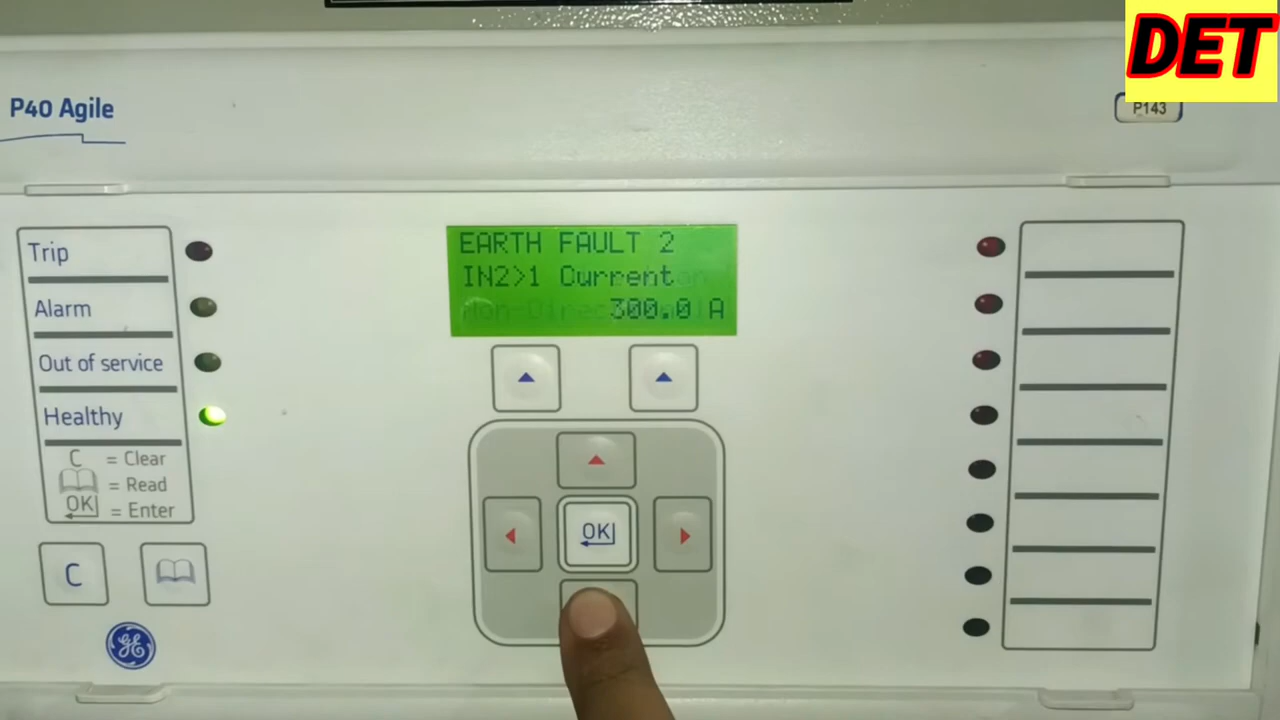 DET
P40 Agile
P143
Trip
Alarm
Out of service
Healthy
C = Clear
= Read
OK = Enter
EARTH FAULT 2
IN2>1 Current
300.0 A
OK
C
GE